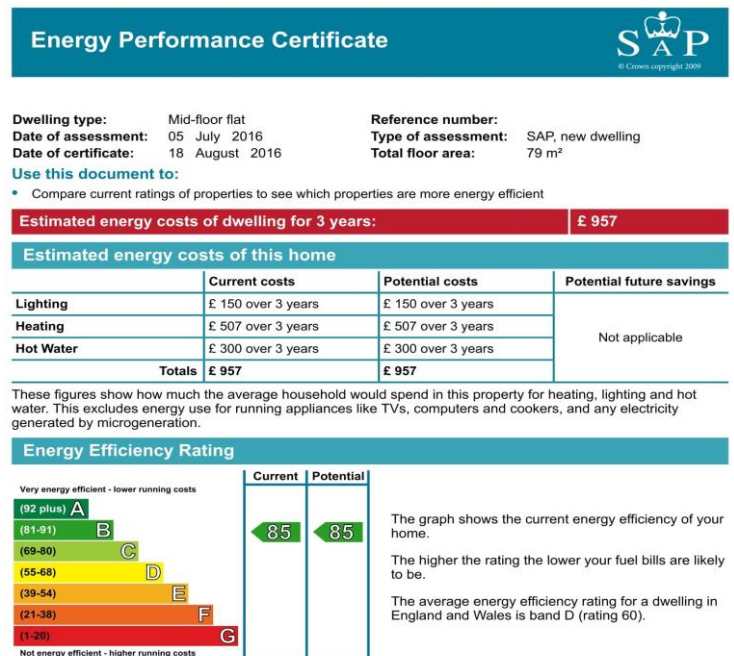 Energy Performance Certificate
SAP
© Crown copyright 2009
Dwelling type: Mid-floor flat
Date of assessment: 05 July 2016
Date of certificate: 18 August 2016
Reference number:
Type of assessment: SAP, new dwelling
Total floor area: 79 m²
Use this document to:
• Compare current ratings of properties to see which properties are more energy efficient
Estimated energy costs of dwelling for 3 years: £ 957
Estimated energy costs of this home
Current costs Potential costs Potential future savings
Lighting £ 150 over 3 years £ 150 over 3 years
Heating £ 507 over 3 years £ 507 over 3 years
Not applicable
Hot Water £ 300 over 3 years £ 300 over 3 years
Totals £ 957 £ 957
These figures show how much the average household would spend in this property for heating, lighting and hot
water. This excludes energy use for running appliances like TVs, computers and cookers, and any electricity
generated by microgeneration.
Energy Efficiency Rating
Current Potential
Very energy efficient - lower running costs
(92 plus) A
(81-91) B 85 85
(69-80) C
(55-68) D
(39-54) E
(21-38) F
(1-20) G
Not energy efficient - higher running costs
The graph shows the current energy efficiency of your
home.
The higher the rating the lower your fuel bills are likely
to be.
The average energy efficiency rating for a dwelling in
England and Wales is band D (rating 60).